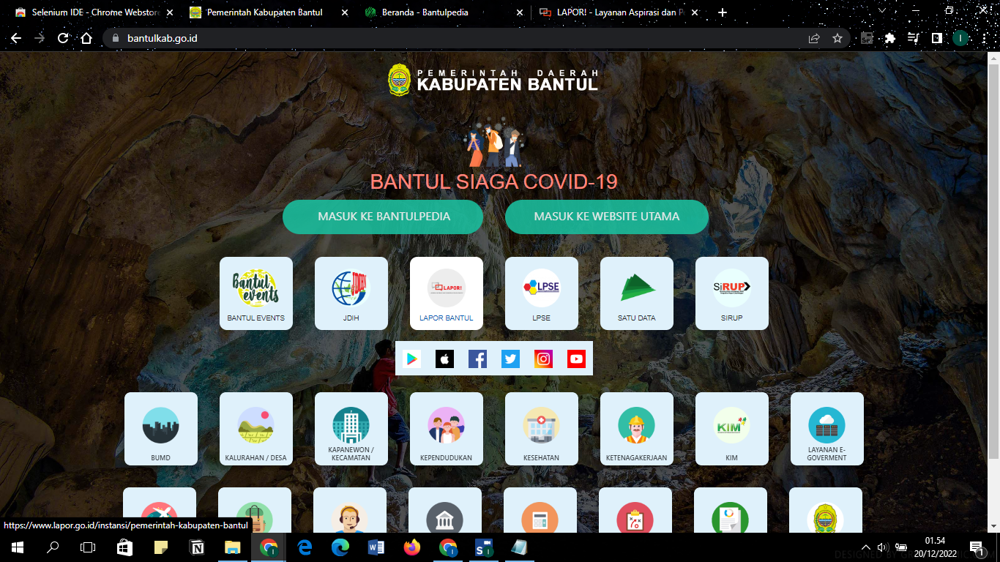 Selenium IDE - Chrome Webstore
Pemerintah Kabupaten Bantul
Beranda - Bantulpedia
LAPOR! - Layanan Aspirasi dan P
bantulkab.go.id
PEMERINTAH DAERAH
KABUPATEN BANTUL
BANTUL SIAGA COVID-19
MASUK KE BANTULPEDIA
MASUK KE WEBSITE UTAMA
Bantul events
JDIH
LAPOR!
LPSE
SiRUP
BANTUL EVENTS
JDIH
LAPOR BANTUL
LPSE
SATU DATA
SIRUP
KIM
BUMD
KALURAHAN / DESA
KAPANEWON /
KECAMATAN
KEPENDUDUKAN
KESEHATAN
KETENAGAKERJAAN
KIM
LAYANAN E-
GOVERMENT
https://www.lapor.go.id/instansi/pemerintah-kabupaten-bantul
01.54
20/12/2022